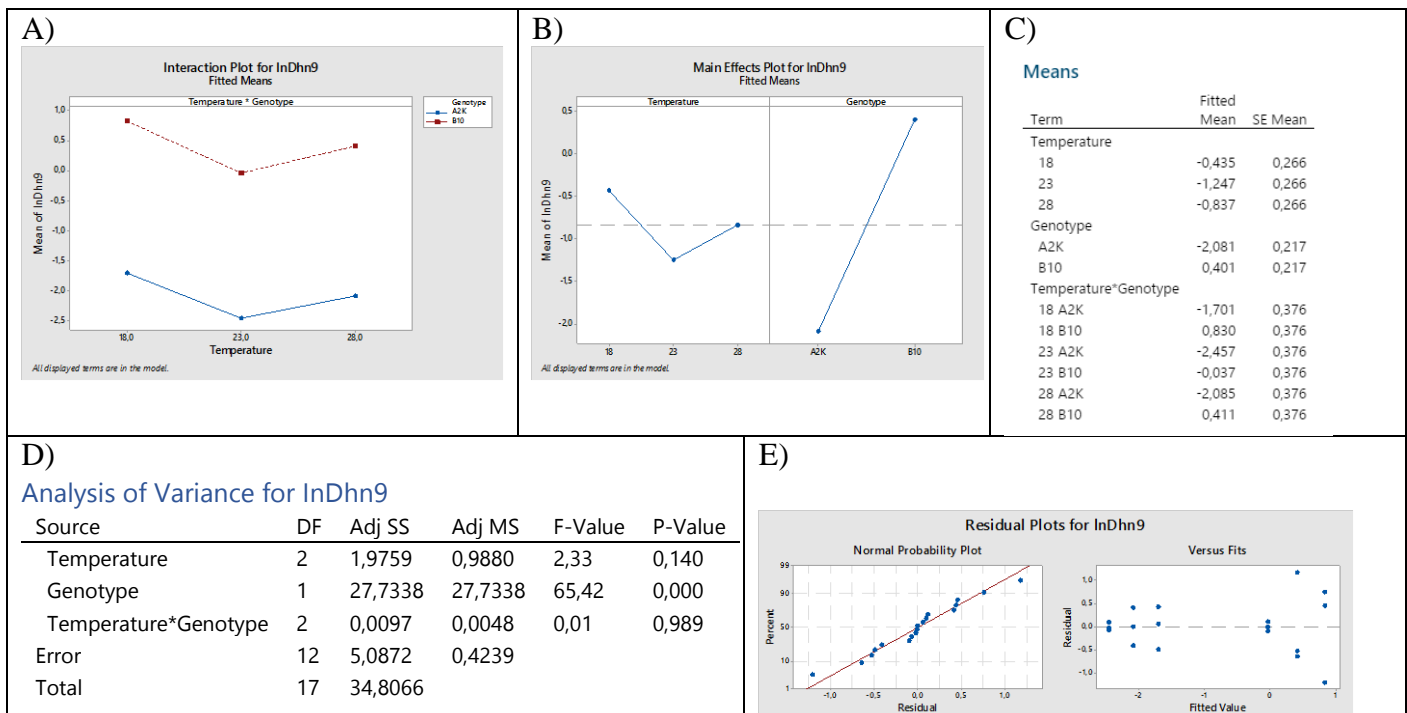 A)
Interaction Plot for lnDhn9
Fitted Means
Temperature * Genotype
Genotype
A2K
B10
1,0
0,5
0,0
-0,5
-1,0
-1,5
-2,0
-2,5
Mean of lnDhn9
18,0 23,0 28,0
Temperature
All displayed terms are in the model.
B)
Main Effects Plot for lnDhn9
Fitted Means
Temperature Genotype
0,5
0,0
-0,5
-1,0
-1,5
-2,0
Mean of lnDhn9
18 23 28 A2K B10
All displayed terms are in the model.
C)
Means
Fitted
Term Mean SE Mean
Temperature
18 -0,435 0,266
23 -1,247 0,266
28 -0,837 0,266
Genotype
A2K -2,081 0,217
B10 0,401 0,217
Temperature*Genotype
18 A2K -1,701 0,376
18 B10 0,830 0,376
23 A2K -2,457 0,376
23 B10 -0,037 0,376
28 A2K -2,085 0,376
28 B10 0,411 0,376
D)
Analysis of Variance for lnDhn9
Source DF Adj SS Adj MS F-Value P-Value
Temperature 2 1,9759 0,9880 2,33 0,140
Genotype 1 27,7338 27,7338 65,42 0,000
Temperature*Genotype 2 0,0097 0,0048 0,01 0,989
Error 12 5,0872 0,4239
Total 17 34,8066
E)
Residual Plots for lnDhn9
Normal Probability Plot
99
90
50
10
1
Percent
-1,0 -0,5 0,0 0,5 1,0
Residual
Versus Fits
1,0
0,5
0,0
-0,5
-1,0
Residual
-2 -1 0 1
Fitted Value